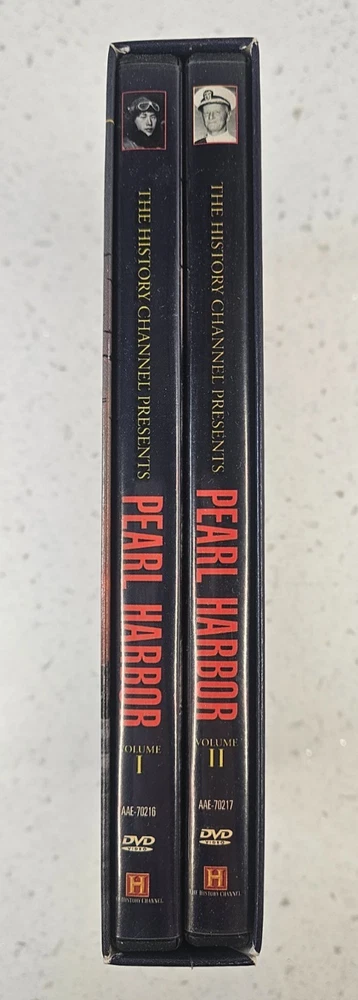 THE HISTORY CHANNEL PRESENTS
PEARL HARBOR
VOLUME
I
AAE-70216
DVD
VIDEO
H
THE HISTORY CHANNEL
THE HISTORY CHANNEL PRESENTS
PEARL HARBOR
VOLUME
II
AAE-70217
DVD
VIDEO
H
THE HISTORY CHANNEL